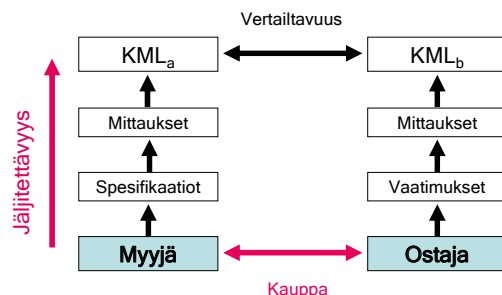 Vertailtavuus
KMLa
KMLb
Mittaukset
Mittaukset
Jäljitettävyys
Spesifikaatiot
Vaatimukset
Myyjä
Ostaja
Kauppa